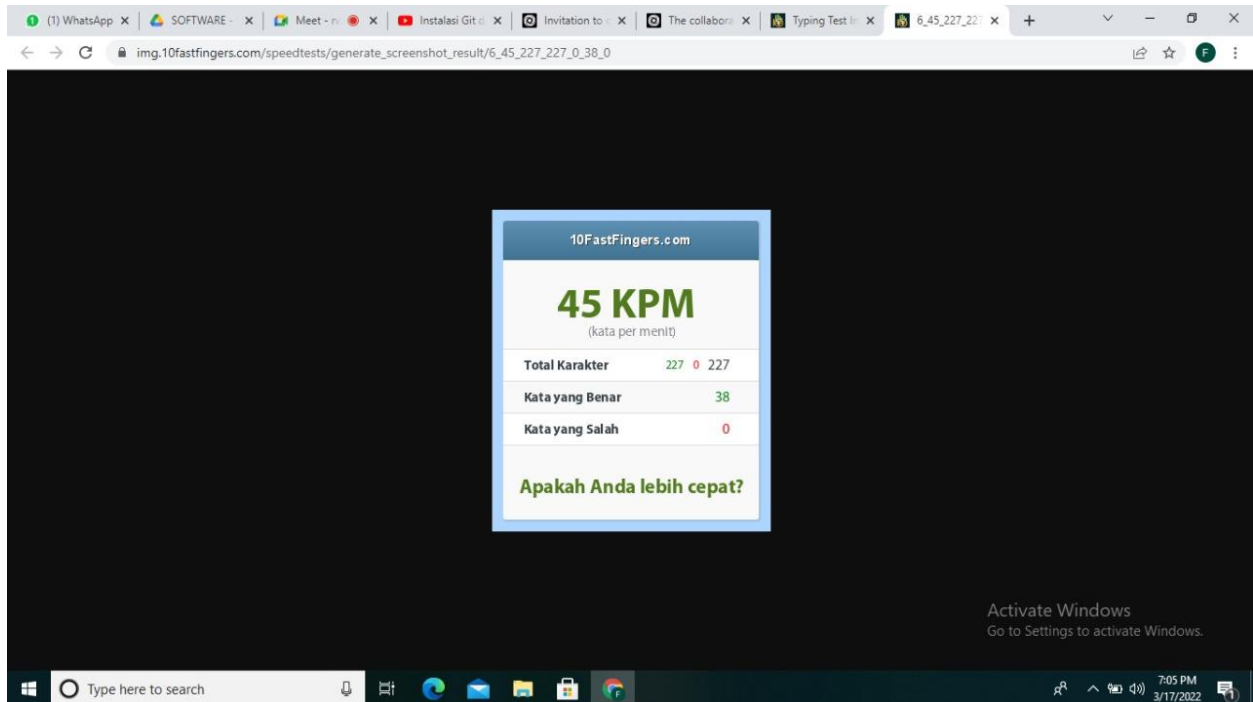 (1) WhatsApp
SOFTWARE -
Meet - n
Instalasi Git d
Invitation to c
The collabora
Typing Test In
6_45_227_227
img.10fastfingers.com/speedtests/generate_screenshot_result/6_45_227_227_0_38_0
F
10FastFingers.com
45 KPM
(kata per menit)
Total Karakter 227 0 227
Kata yang Benar 38
Kata yang Salah 0
Apakah Anda lebih cepat?
Activate Windows
Go to Settings to activate Windows.
Type here to search
7:05 PM
3/17/2022
1